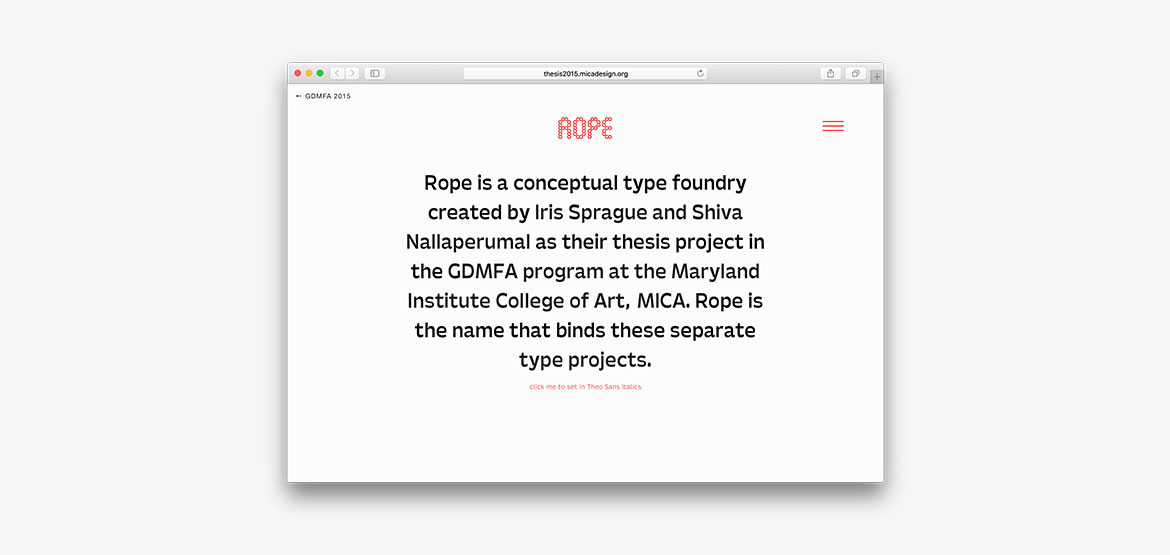 thesis2015.micadesign.org
← GDMFA 2015
ROPE
Rope is a conceptual type foundry
created by Iris Sprague and Shiva
Nallaperumal as their thesis project in
the GDMFA program at the Maryland
Institute College of Art, MICA. Rope is
the name that binds these separate
type projects.
click me to set in Theo Sans Italics